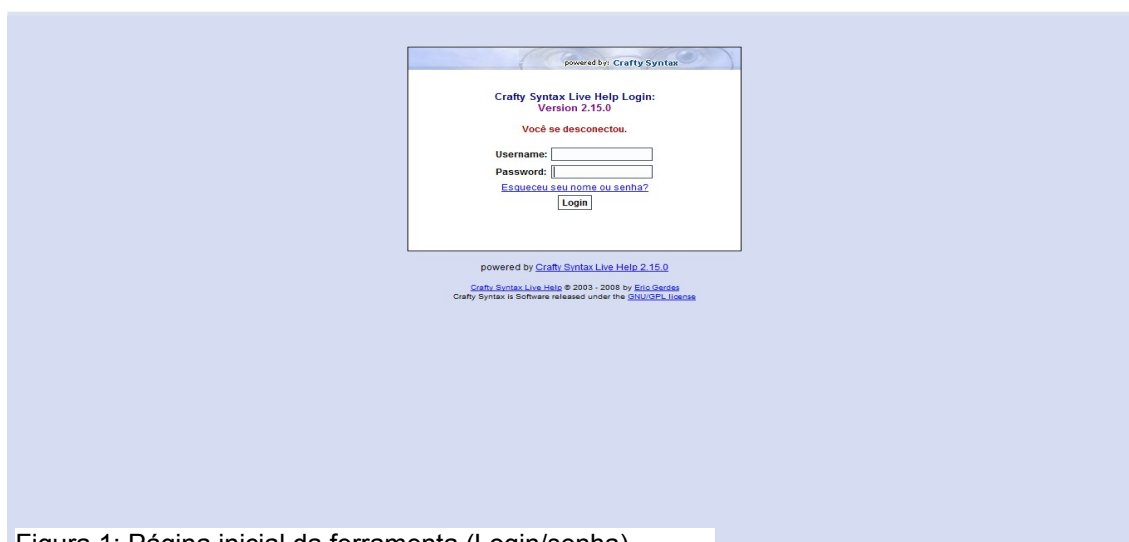 powered by: Crafty Syntax
Crafty Syntax Live Help Login:
Version 2.15.0
Você se desconectou.
Username:
Password:
Esqueceu seu nome ou senha?
Login
powered by Crafty Syntax Live Help 2.15.0
Crafty Syntax Live Help © 2003 - 2008 by Eric Gerdes
Crafty Syntax is Software released under the GNU/GPL license
Figura 1: Página inicial da ferramenta (Login/senha)